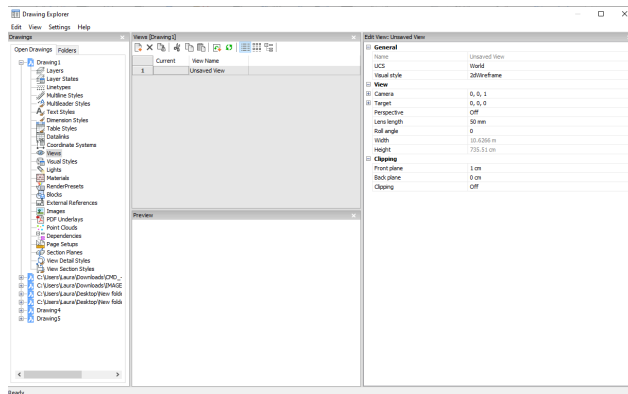 Drawing Explorer
Edit View Settings Help
Drawings
Open Drawings Folders
Drawing1
Layers
Layer States
Linetypes
Multiline Styles
Multileader Styles
Text Styles
Dimension Styles
Table Styles
Datalinks
Coordinate Systems
Views
Visual Styles
Lights
Materials
RenderPresets
Blocks
External References
Images
PDF Underlays
Point Clouds
Dependencies
Page Setups
Section Planes
View Detail Styles
View Section Styles
C:\Users\Laura\Downloads\CMD_-
C:\Users\Laura\Downloads\IMAGE
C:\Users\Laura\Desktop\New folde
C:\Users\Laura\Desktop\New folde
Drawing4
Drawing5
Ready
Views [Drawing1]
Current View Name
1 Unsaved View
Preview
Edit View: Unsaved View
General
Name Unsaved View
UCS World
Visual style 2dWireframe
View
Camera 0, 0, 1
Target 0, 0, 0
Perspective Off
Lens length 50 mm
Roll angle 0
Width 10.6266 m
Height 735.51 cm
Clipping
Front plane 1 cm
Back plane 0 cm
Clipping Off